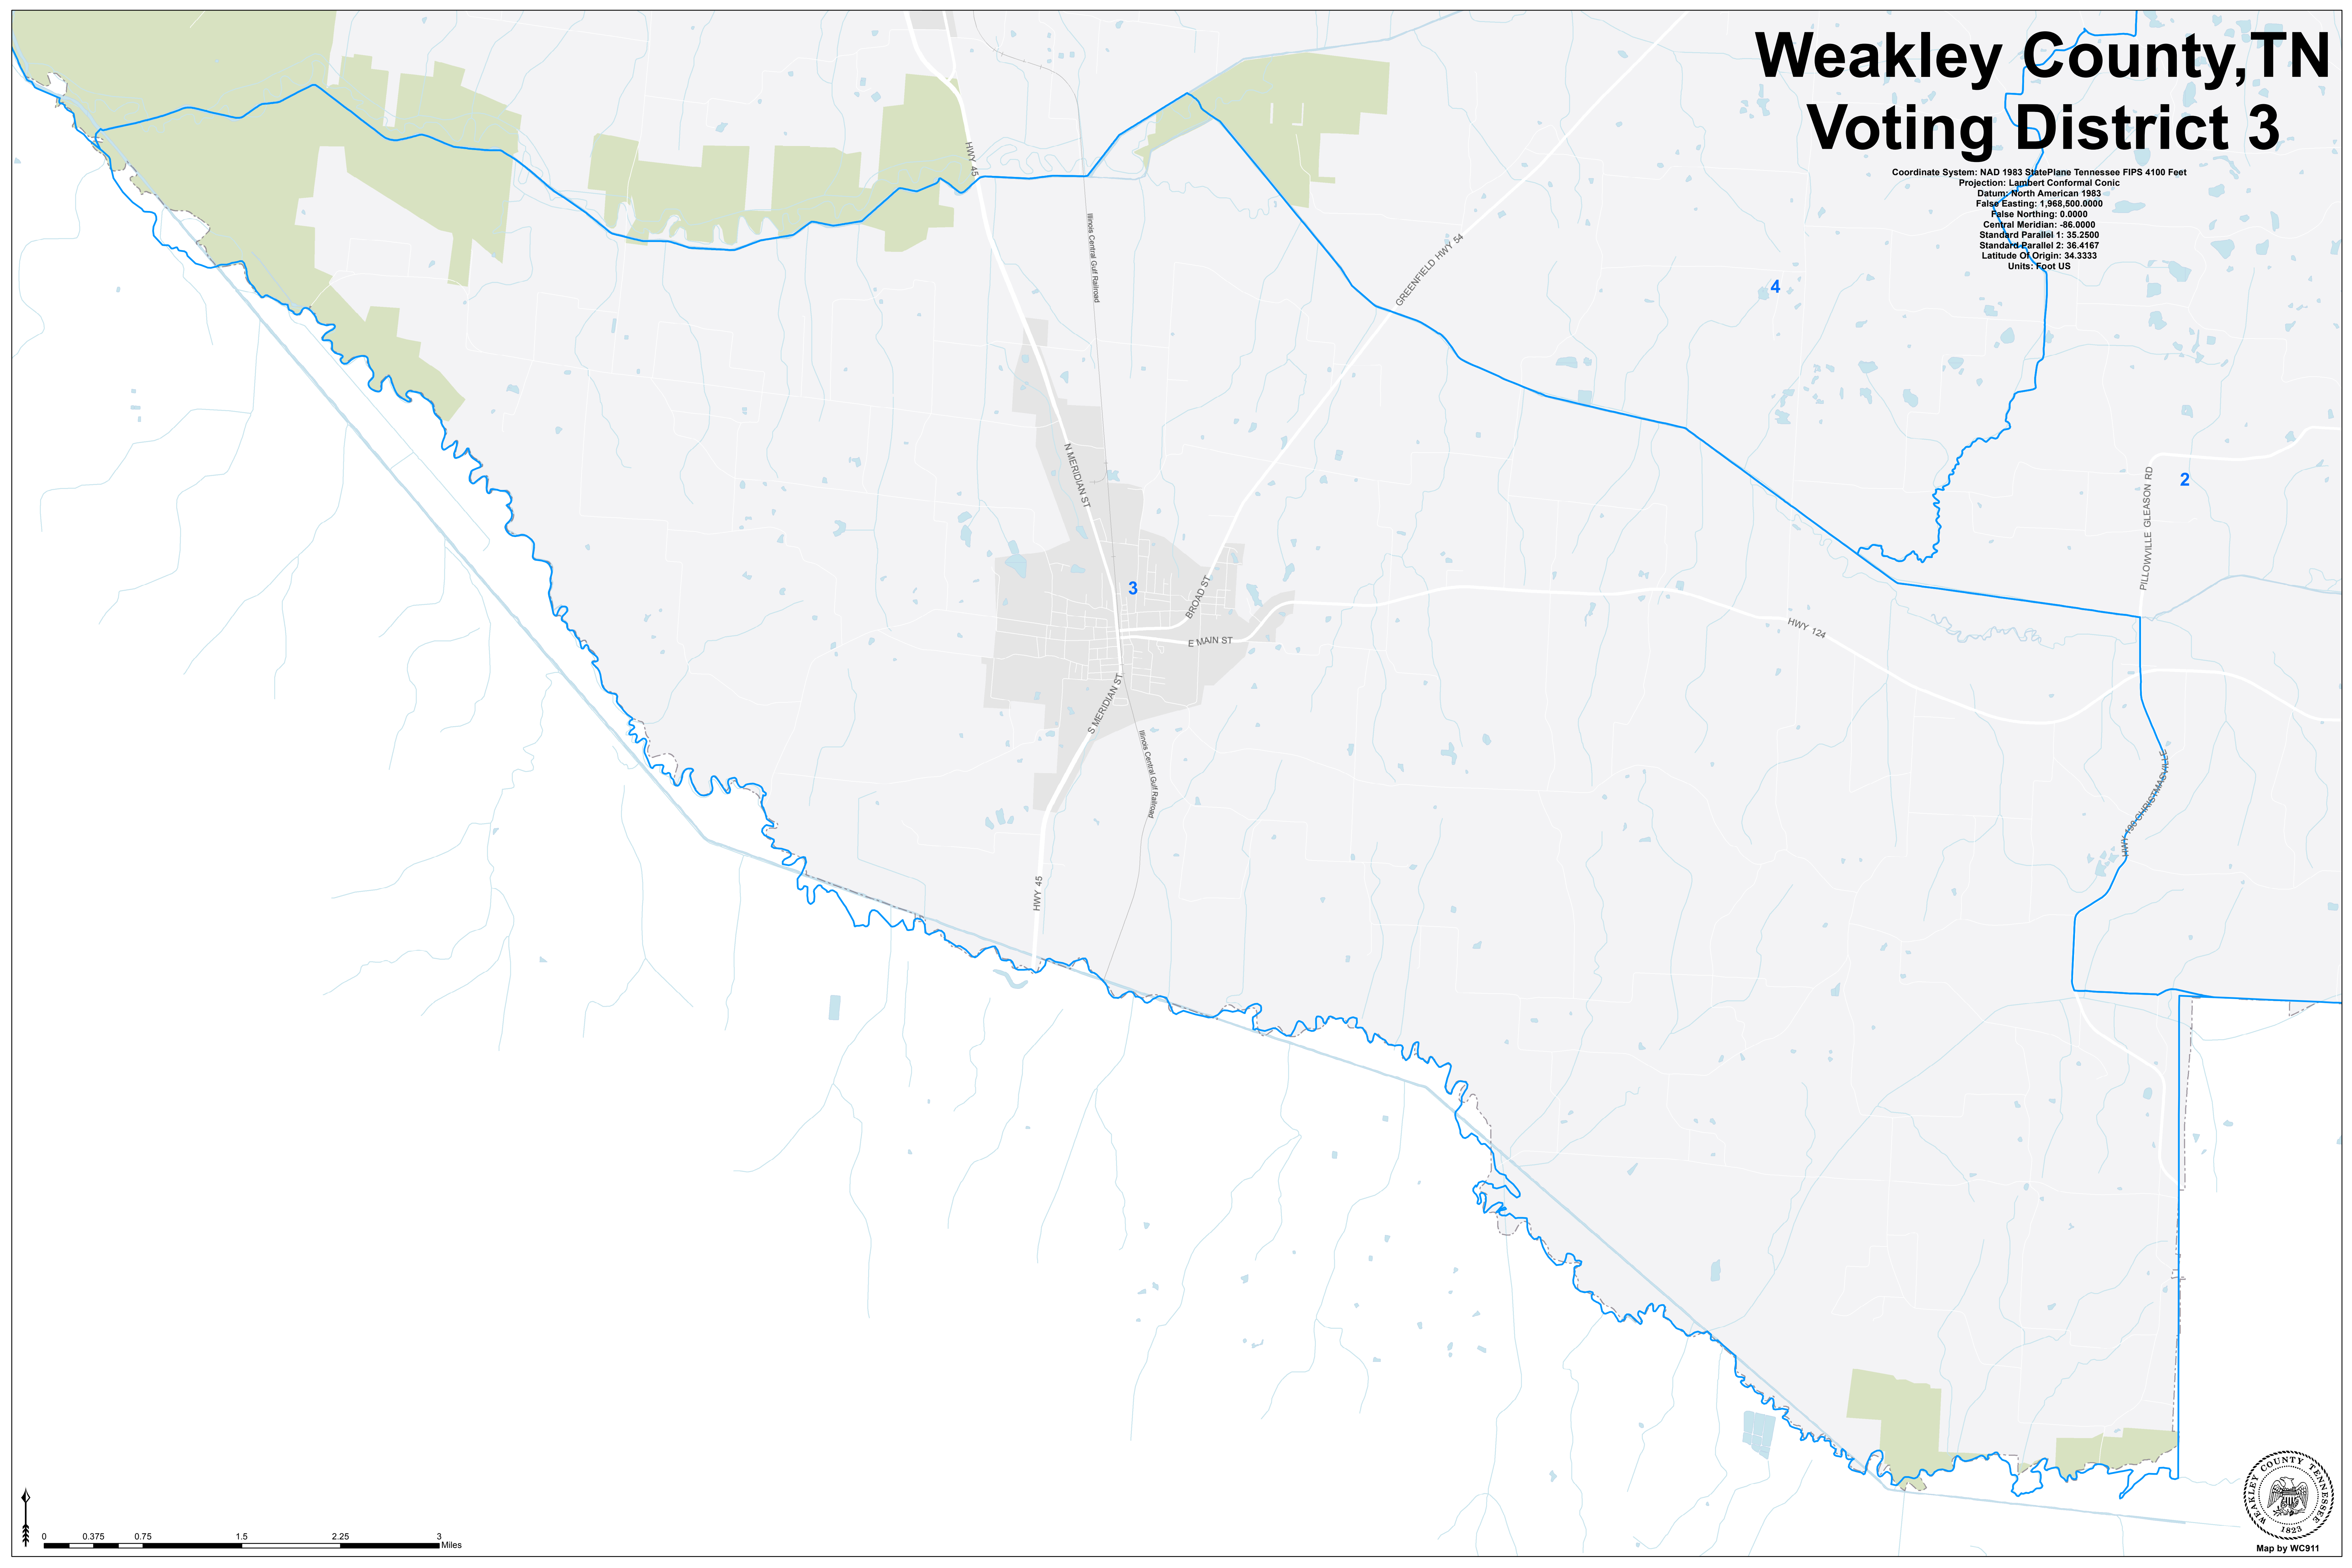 Weakley County,TN
Voting District 3
Coordinate System: NAD 1983 StatePlane Tennessee FIPS 4100 Feet
Projection: Lambert Conformal Conic
Datum: North American 1983
False Easting: 1,968,500.0000
False Northing: 0.0000
Central Meridian: -86.0000
Standard Parallel 1: 35.2500
Standard Parallel 2: 36.4167
Latitude Of Origin: 34.3333
Units: Foot US
HWY 45
Illinois Central Gulf Railroad
GREENFIELD HWY 54
4
2
N MERIDIAN ST
PILLOWVILLE GLEASON RD
3
BROAD ST
E MAIN ST
HWY 124
S MERIDIAN ST
Illinois Central Gulf Railroad
HWY 190 CHRISTMASVILLE
HWY 45
WEAKLEY COUNTY TENNESSEE
1823
Map by WC911
0 0.375 0.75 1.5 2.25 3
Miles